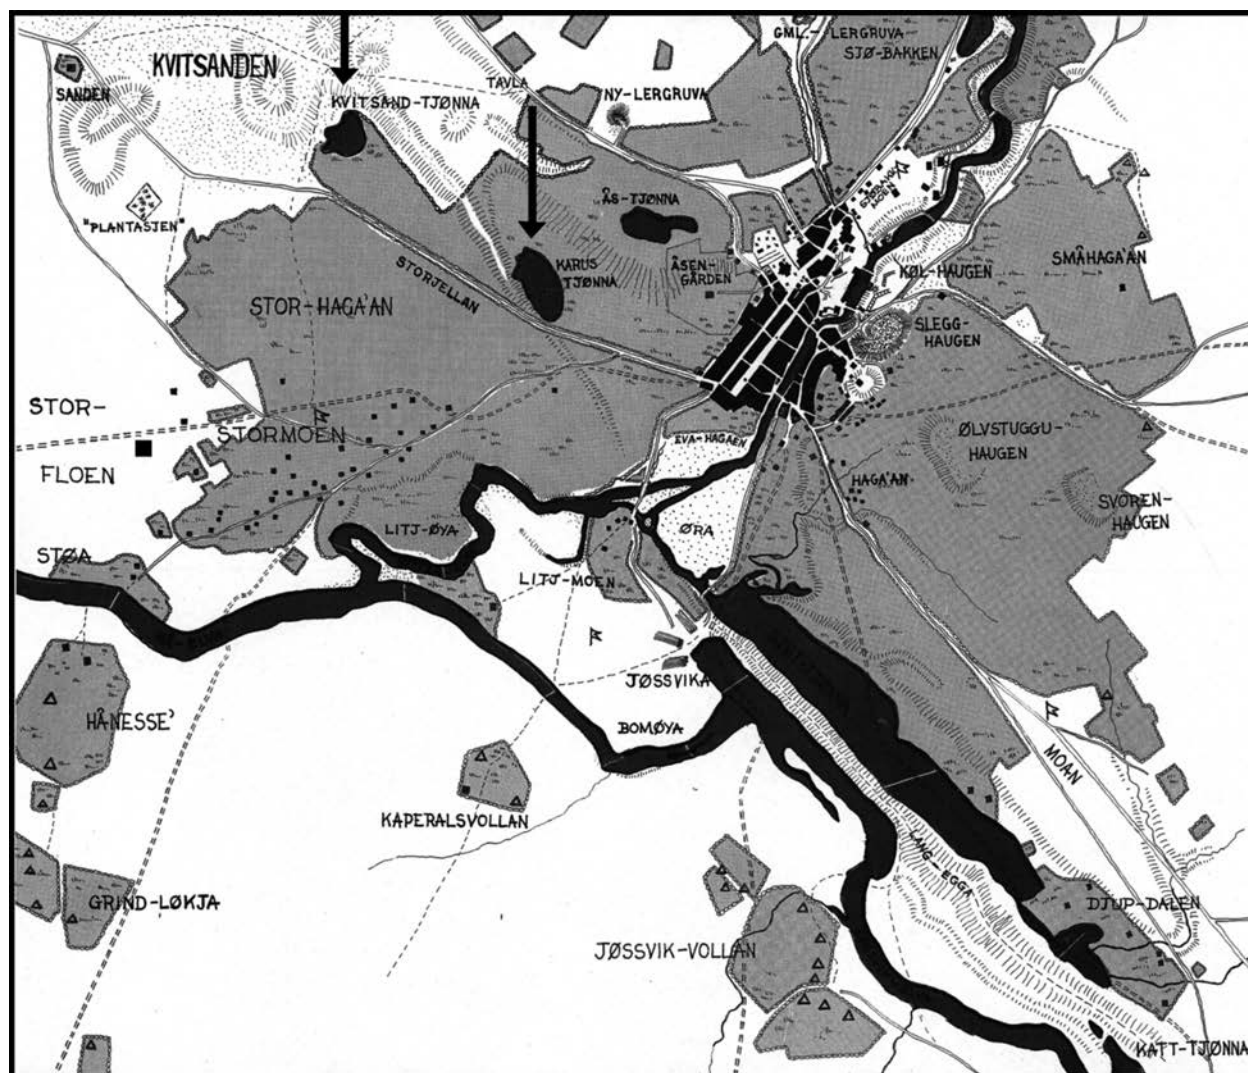 GML.- LERGRUVA
SJØ-BAKKEN
KVITSANDEN
SANDEN
KVITSAND-TJØNNA
TAVLA
NY-LERGRUVA
"PLANTASJEN"
ÅS-TJØNNA
STORJELLAN
KARUS
TJØNNA
ÅSEN-
GÅRDEN
KØL-HAUGEN
SMÅHAGA'AN
STOR-HAGA'AN
SLEGG-
HAUGEN
STOR-
FLOEN
STORMOEN
EVA-HAGAEN
ØLVSTUGGU-
HAUGEN
HAGA'AN
SVOREN-
HAUGEN
LITJ-ØYA
ØRA
STØA
LITJ-MOEN
JØSSVIKA
HÅNESSE'
BOMØYA
MOAN
KAPERALSVOLLAN
LANG-EGGA
GRIND-LØKJA
DJUP-DALEN
JØSSVIK-VOLLAN
KATT-TJØNNA